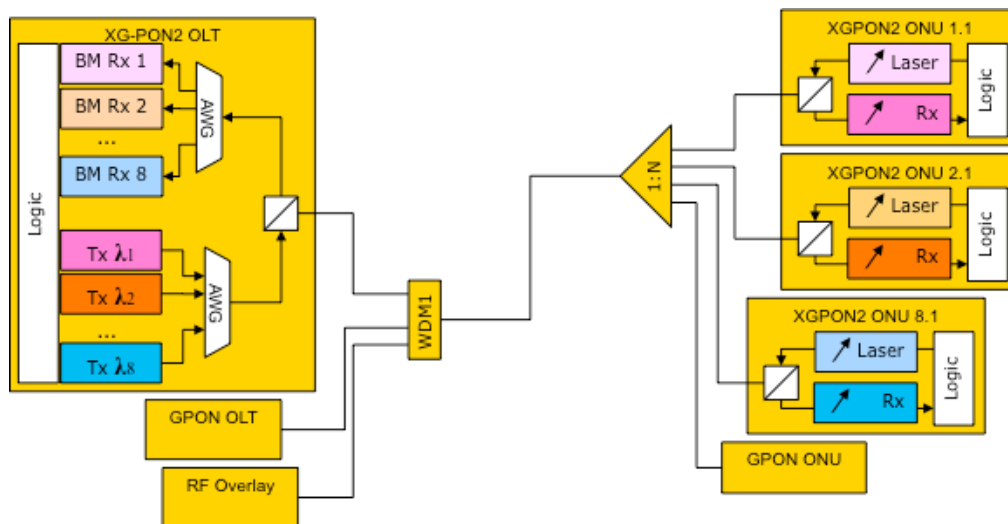 XG-PON2 OLT
Logic
BM Rx 1
BM Rx 2
...
BM Rx 8
AWG
Tx λ1
Tx λ2
...
Tx λ8
AWG
GPON OLT
RF Overlay
WDM1
1:N
XGPON2 ONU 1.1
Laser
Rx
Logic
XGPON2 ONU 2.1
Laser
Rx
Logic
XGPON2 ONU 8.1
Laser
Rx
Logic
GPON ONU